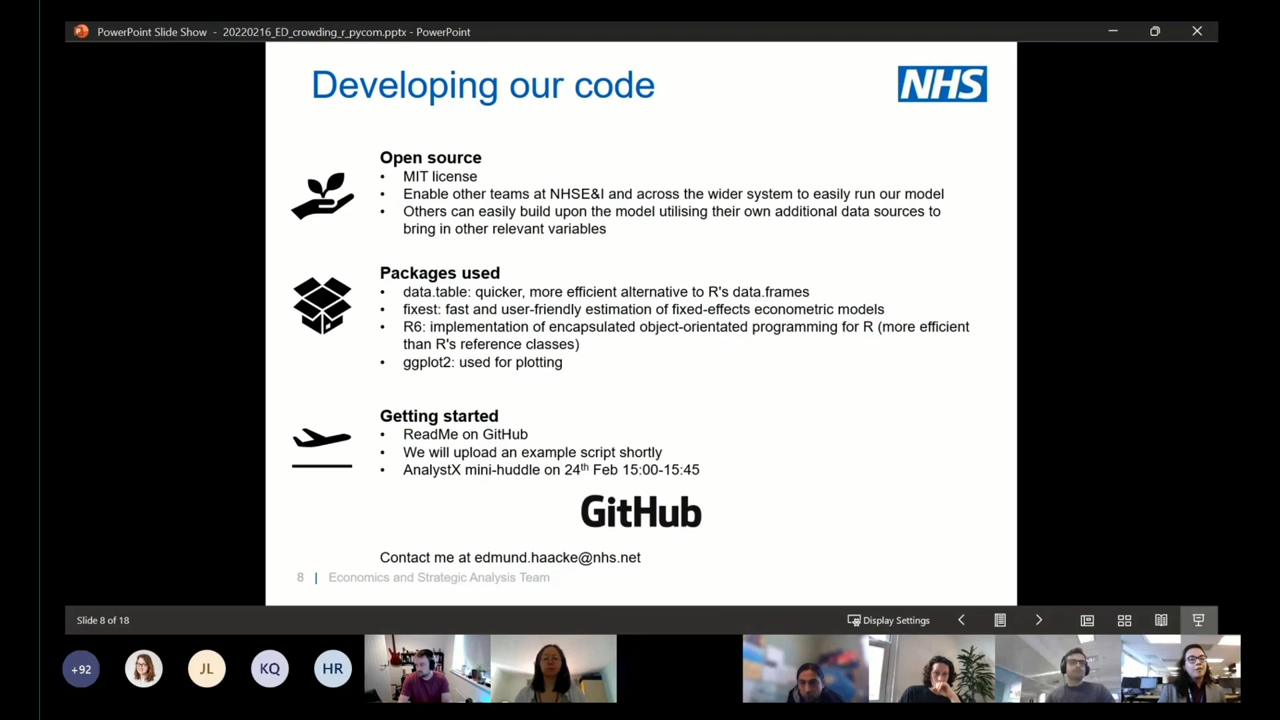 PowerPoint Slide Show - 20220216_ED_crowding_r_pycom.pptx - PowerPoint
Developing our code
NHS
Open source
• MIT license
• Enable other teams at NHSE&I and across the wider system to easily run our model
• Others can easily build upon the model utilising their own additional data sources to
bring in other relevant variables
Packages used
• data.table: quicker, more efficient alternative to R's data.frames
• fixest: fast and user-friendly estimation of fixed-effects econometric models
• R6: implementation of encapsulated object-orientated programming for R (more efficient
than R's reference classes)
• ggplot2: used for plotting
Getting started
• ReadMe on GitHub
• We will upload an example script shortly
• AnalystX mini-huddle on 24th Feb 15:00-15:45
GitHub
Contact me at edmund.haacke@nhs.net
8 | Economics and Strategic Analysis Team
Slide 8 of 18
Display Settings
+92
JL
KQ
HR